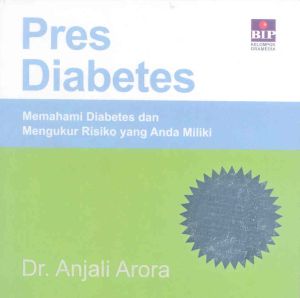 Pres
Diabetes
BIP
KELOMPOK
GRAMEDIA
Memahami Diabetes dan
Mengukur Risiko yang Anda Miliki
Dr. Anjali Arora